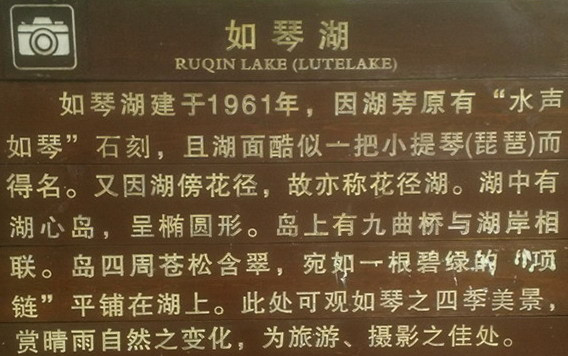 如琴湖
RUQIN LAKE (LUTELAKE)
如琴湖建于1961年，因湖旁原有“水声
如琴”石刻，且湖面酷似一把小提琴(琵琶)而
得名。又因湖傍花径，故亦称花径湖。湖中有
湖心岛，呈椭圆形。岛上有九曲桥与湖岸相
联。岛四周苍松含翠，宛如一根碧绿的“项
链”平铺在湖上。此处可观如琴之四季美景，
赏晴雨自然之变化，为旅游、摄影之佳处。